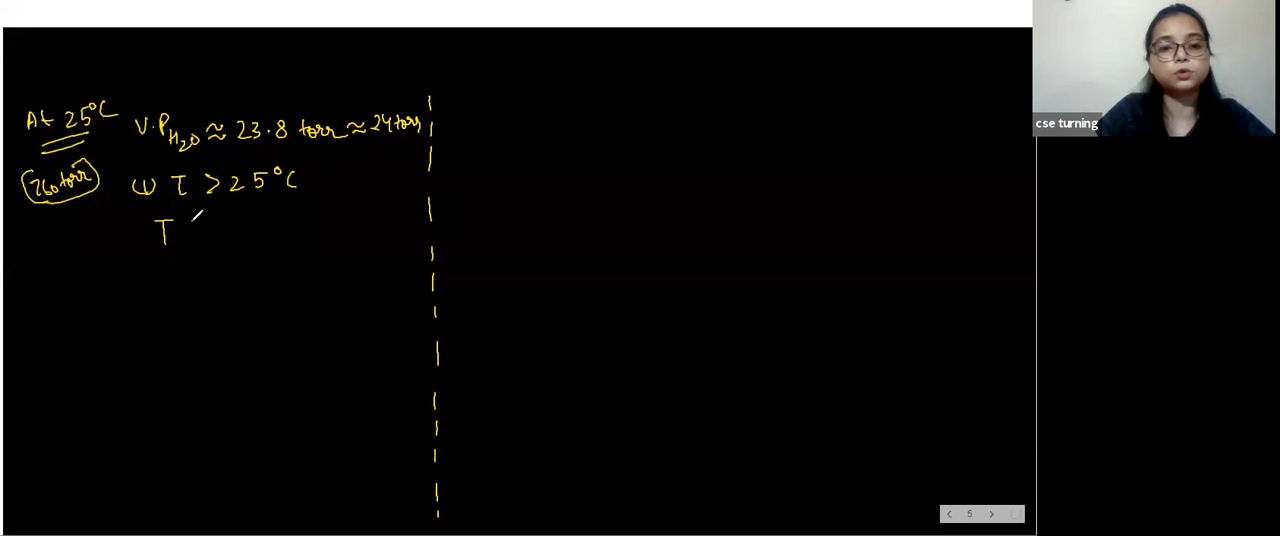 At 25°C V.P H₂O ≈ 23.8 torr ≈ 24 torr
760 torr (1) T > 25°C
T
cse turning
5